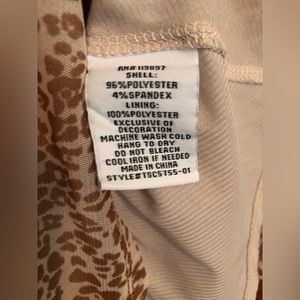 RN# 119897
SHELL:
96%POLYESTER
4%SPANDEX
LINING:
100%POLYESTER
EXCLUSIVE OF
DECORATION
MACHINE WASH COLD
HANG TO DRY
DO NOT BLEACH
COOL IRON IF NEEDED
MADE IN CHINA
STYLE#TSC5755-01